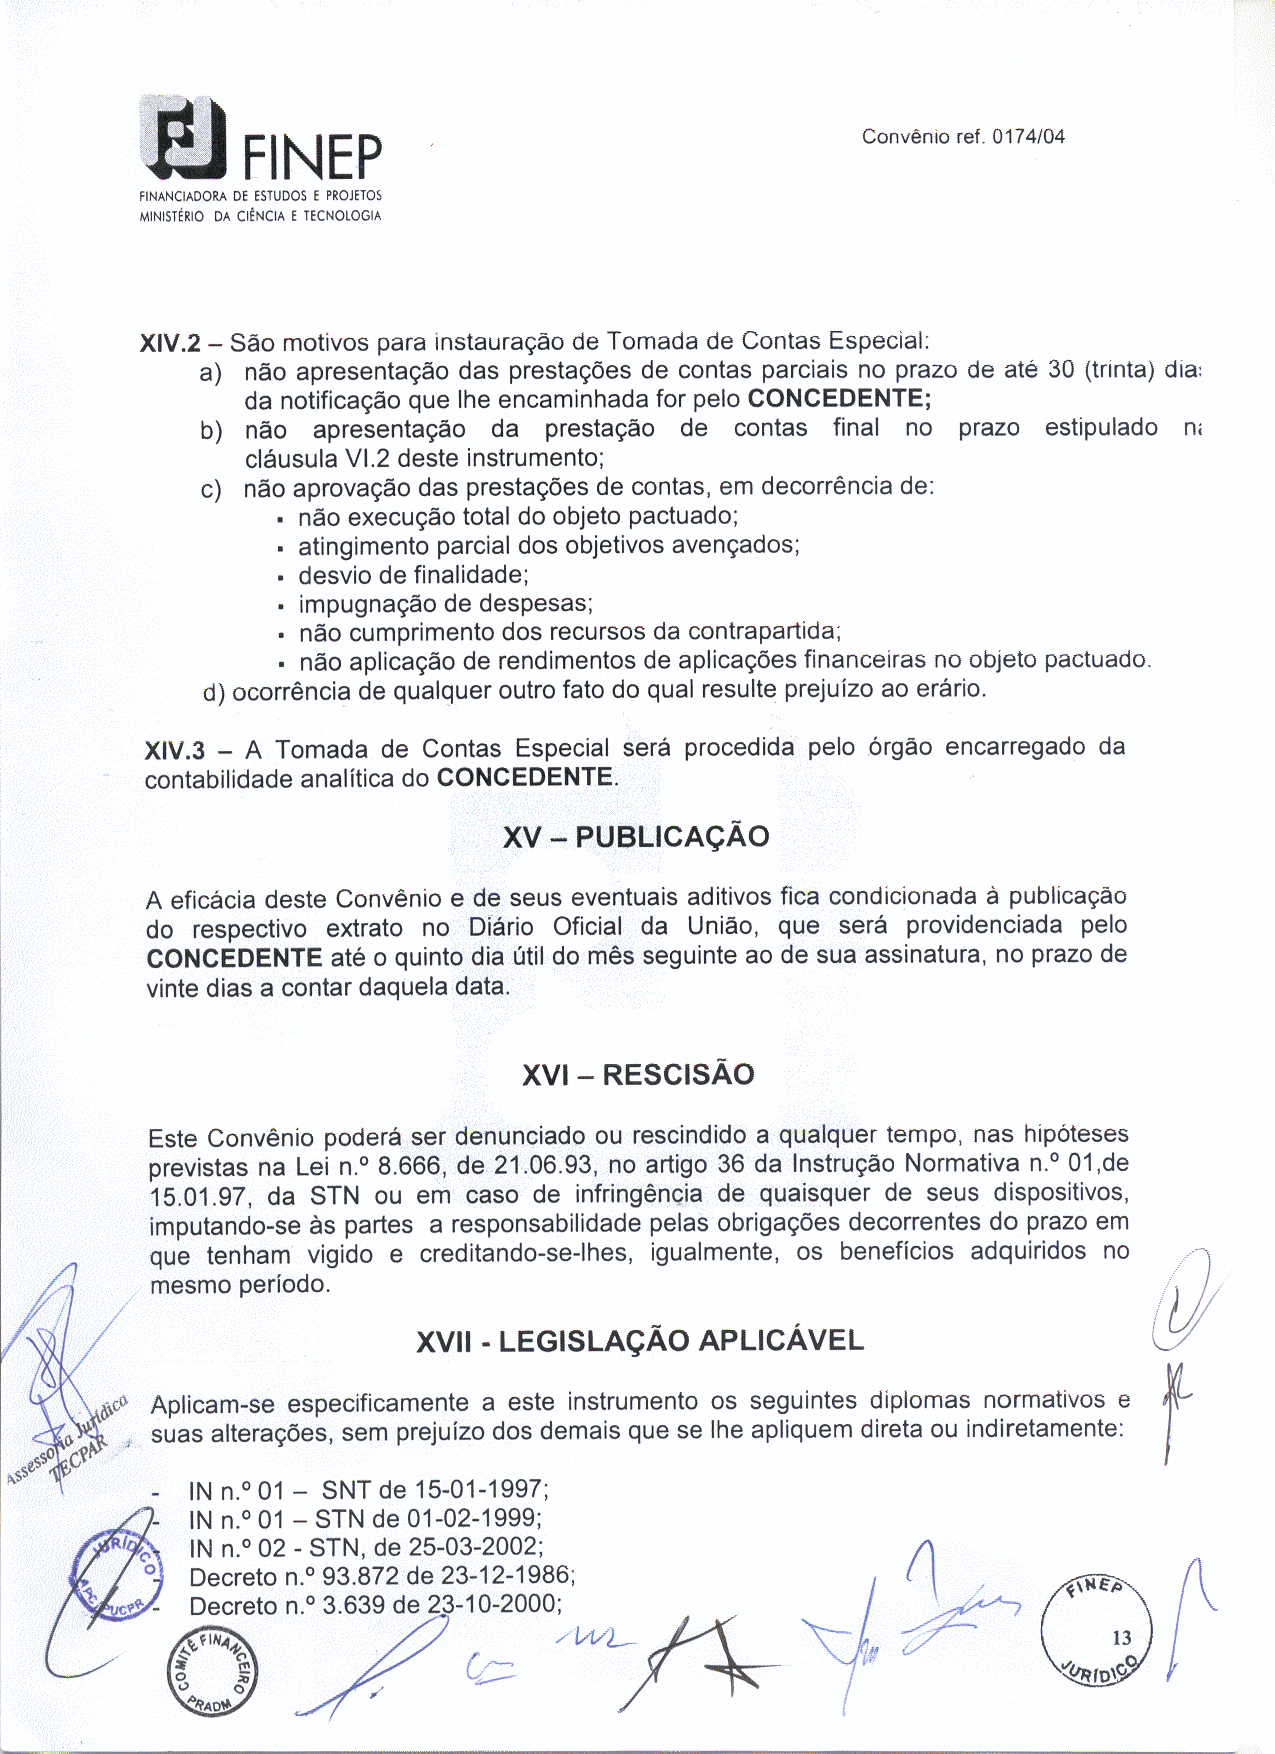 FINEP
FINANCIADORA DE ESTUDOS E PROJETOS
MINISTÉRIO DA CIÊNCIA E TECNOLOGIA
Convênio ref. 0174/04
XIV.2 – São motivos para instauração de Tomada de Contas Especial:
a) não apresentação das prestações de contas parciais no prazo de até 30 (trinta) dia
da notificação que lhe encaminhada for pelo CONCEDENTE;
b) não apresentação da prestação de contas final no prazo estipulado n
cláusula VI.2 deste instrumento;
c) não aprovação das prestações de contas, em decorrência de:
▪ não execução total do objeto pactuado;
▪ atingimento parcial dos objetivos avençados;
▪ desvio de finalidade;
▪ impugnação de despesas;
▪ não cumprimento dos recursos da contrapartida;
▪ não aplicação de rendimentos de aplicações financeiras no objeto pactuado.
d) ocorrência de qualquer outro fato do qual resulte prejuízo ao erário.
XIV.3 – A Tomada de Contas Especial será procedida pelo órgão encarregado da
contabilidade analítica do CONCEDENTE.
XV – PUBLICAÇÃO
A eficácia deste Convênio e de seus eventuais aditivos fica condicionada à publicação
do respectivo extrato no Diário Oficial da União, que será providenciada pelo
CONCEDENTE até o quinto dia útil do mês seguinte ao de sua assinatura, no prazo de
vinte dias a contar daquela data.
XVI – RESCISÃO
Este Convênio poderá ser denunciado ou rescindido a qualquer tempo, nas hipóteses
previstas na Lei n.º 8.666, de 21.06.93, no artigo 36 da Instrução Normativa n.º 01,de
15.01.97, da STN ou em caso de infringência de quaisquer de seus dispositivos,
imputando-se às partes a responsabilidade pelas obrigações decorrentes do prazo em
que tenham vigido e creditando-se-lhes, igualmente, os benefícios adquiridos no
mesmo período.
XVII - LEGISLAÇÃO APLICÁVEL
Aplicam-se especificamente a este instrumento os seguintes diplomas normativos e
suas alterações, sem prejuízo dos demais que se lhe apliquem direta ou indiretamente:
Assessoria Jurídica
TECPAR
- IN n.º 01 – SNT de 15-01-1997;
- IN n.º 01 – STN de 01-02-1999;
- IN n.º 02 - STN, de 25-03-2002;
- Decreto n.º 93.872 de 23-12-1986;
- Decreto n.º 3.639 de 23-10-2000;
JURÍDICO
APC PUCPR
COMITÊ FINANCEIRO
PRADM
FINEP
13
JURÍDICO